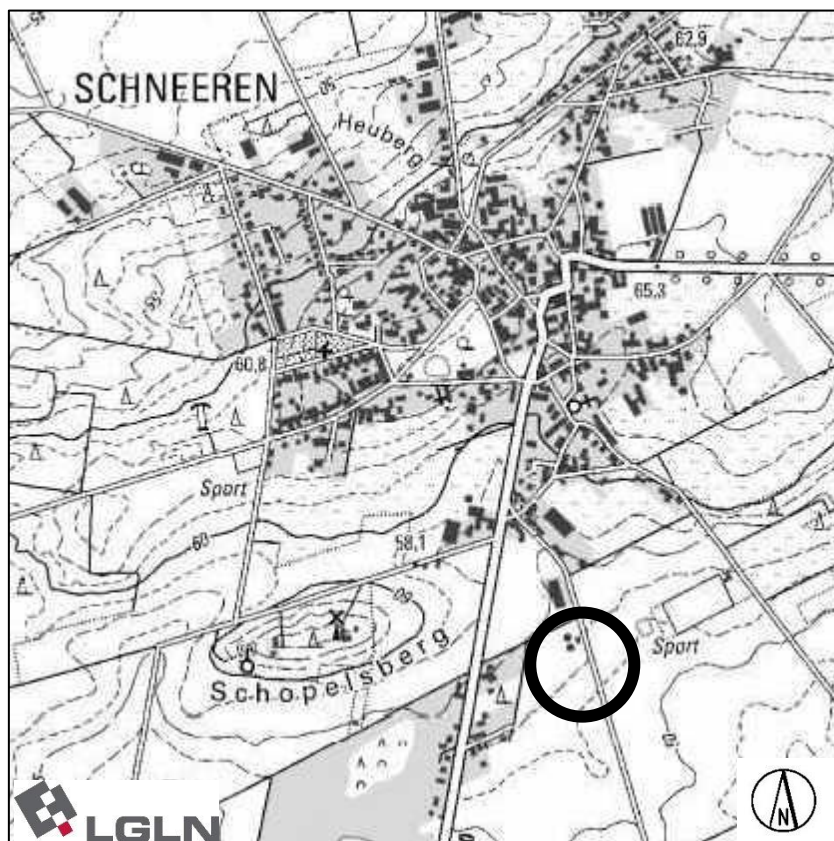 62,9
SCHNEEREN
Heuberg
65,3
60,8
Sport
60
58,1
Sport
Schopelsberg
LGLN
N